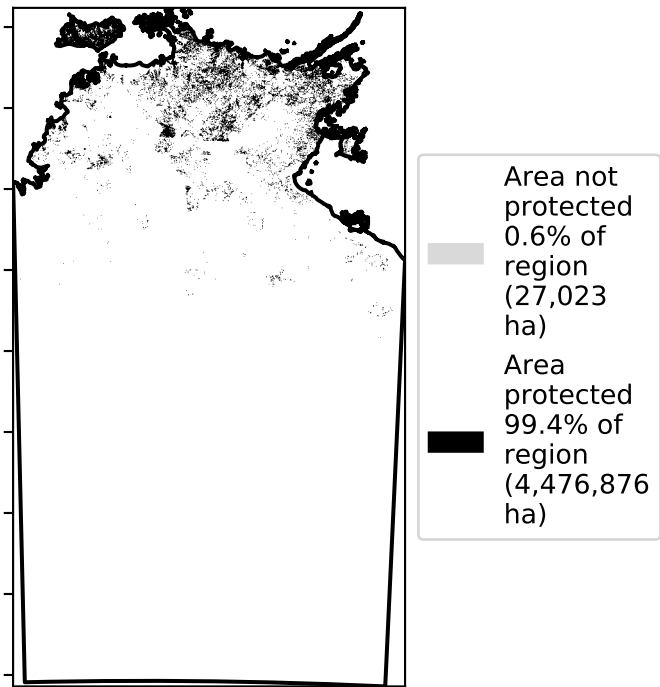 Area not
protected
0.6% of
region
(27,023
ha)
Area
protected
99.4% of
region
(4,476,876
ha)